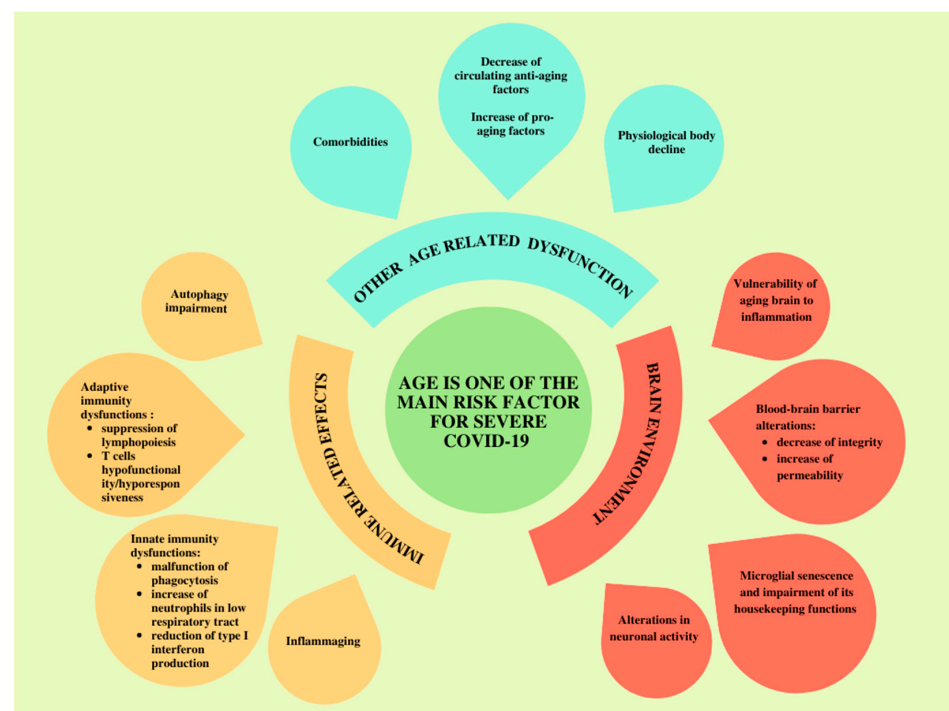 Decrease of
circulating anti-aging
factors
Increase of pro-
aging factors
Comorbidities
Physiological body
decline
OTHER AGE RELATED DYSFUNCTION
Autophagy
impairment
Adaptive
immunity
dysfunctions :
• suppression of
lymphopoiesis
• T cells
hypofunctional
ity/hyporespon
siveness
Innate immunity
dysfunctions:
• malfunction of
phagocytosis
• increase of
neutrophils in low
respiratory tract
• reduction of type I
interferon
production
Inflammaging
IMMUNE RELATED EFFECTS
AGE IS ONE OF THE
MAIN RISK FACTOR
FOR SEVERE
COVID-19
BRAIN ENVIRONMENT
Vulnerability of
aging brain to
inflammation
Blood-brain barrier
alterations:
• decrease of integrity
• increase of
permeability
Microglial senescence
and impairment of its
housekeeping functions
Alterations in
neuronal activity